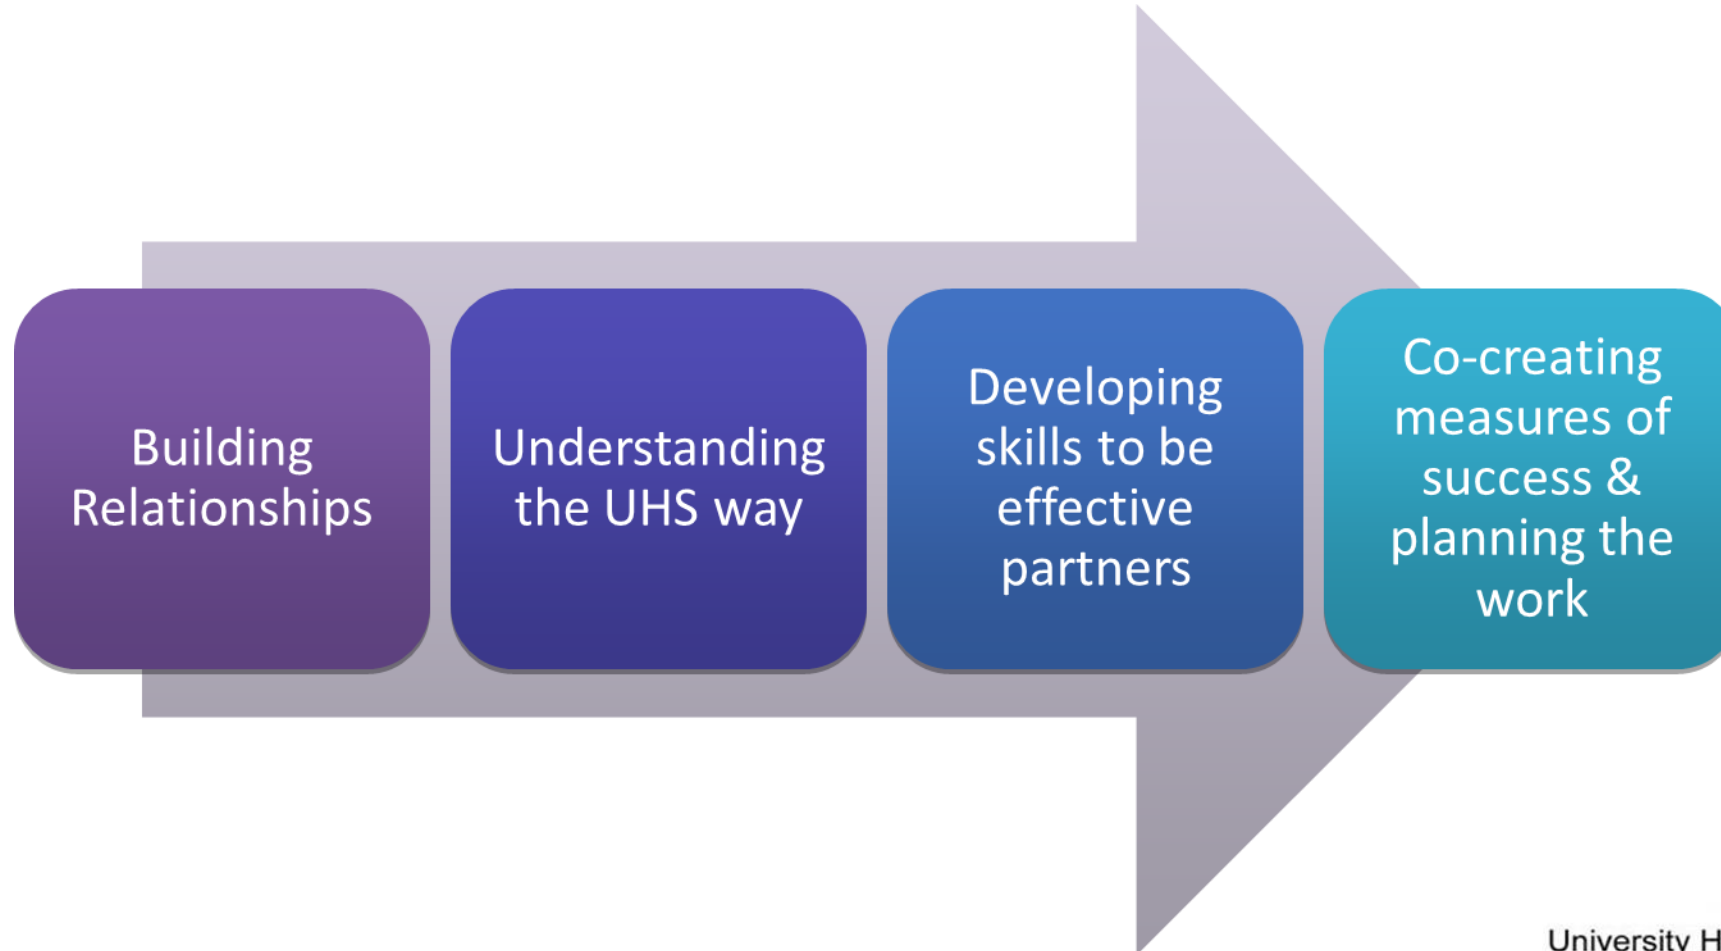 Building
Relationships
Understanding
the UHS way
Developing
skills to be
effective
partners
Co-creating
measures of
success &
planning the
work
University H